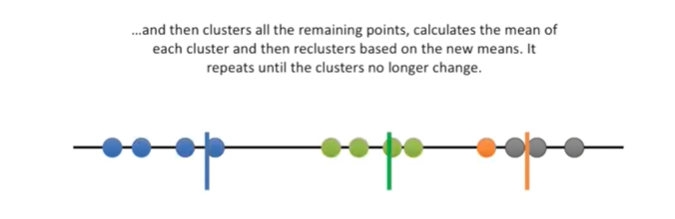 ...and then clusters all the remaining points, calculates the mean of
each cluster and then reclusters based on the new means. It
repeats until the clusters no longer change.